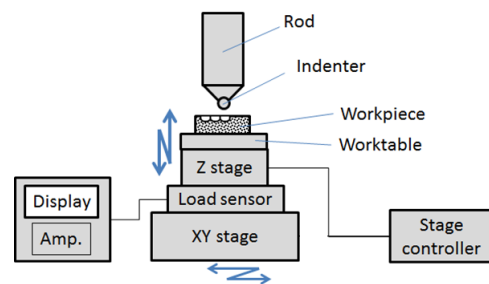 Rod
Indenter
Workpiece
Worktable
Z stage
Load sensor
XY stage
Display
Amp.
Stage
controller